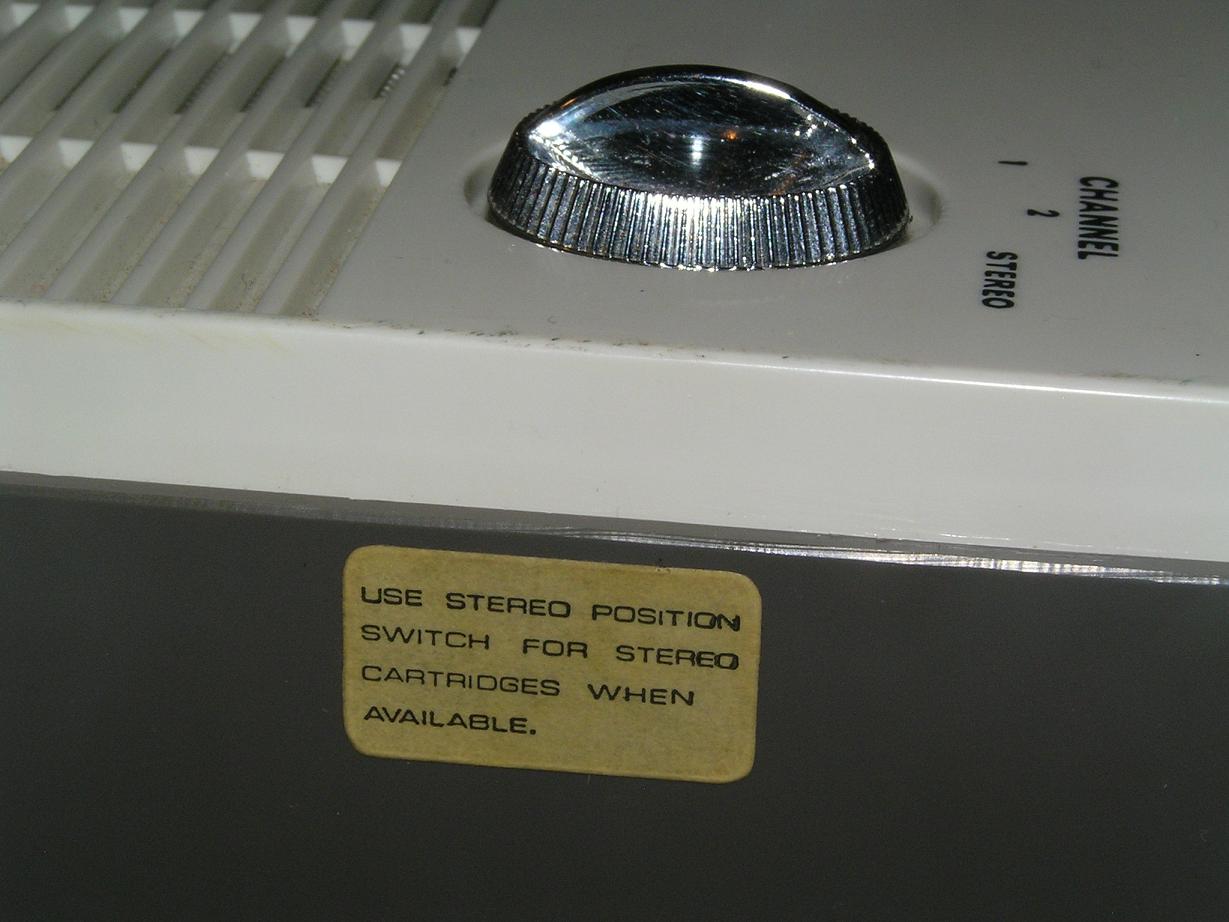 1
2
STEREO
CHANNEL
USE STEREO POSITION
SWITCH FOR STEREO
CARTRIDGES WHEN
AVAILABLE.